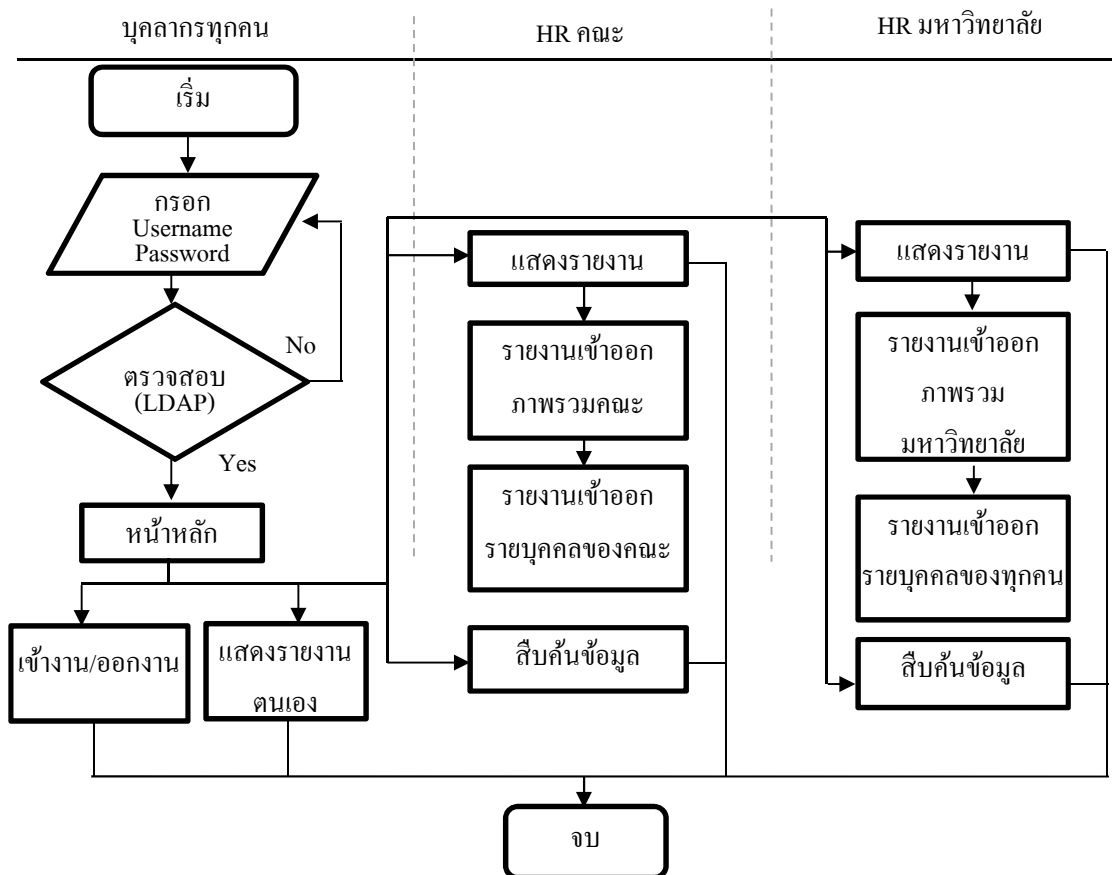 บุคลากรทุกคน
HR คณะ
HR มหาวิทยาลัย
เริ่ม
กรอก
Username
Password
No
ตรวจสอบ
(LDAP)
Yes
หน้าหลัก
เข้างาน/ออกงาน
แสดงรายงาน
ตนเอง
แสดงรายงาน
รายงานเข้าออก
ภาพรวมคณะ
รายงานเข้าออก
รายบุคคลของคณะ
สืบค้นข้อมูล
แสดงรายงาน
รายงานเข้าออก
ภาพรวม
มหาวิทยาลัย
รายงานเข้าออก
รายบุคคลของทุกคน
สืบค้นข้อมูล
จบ